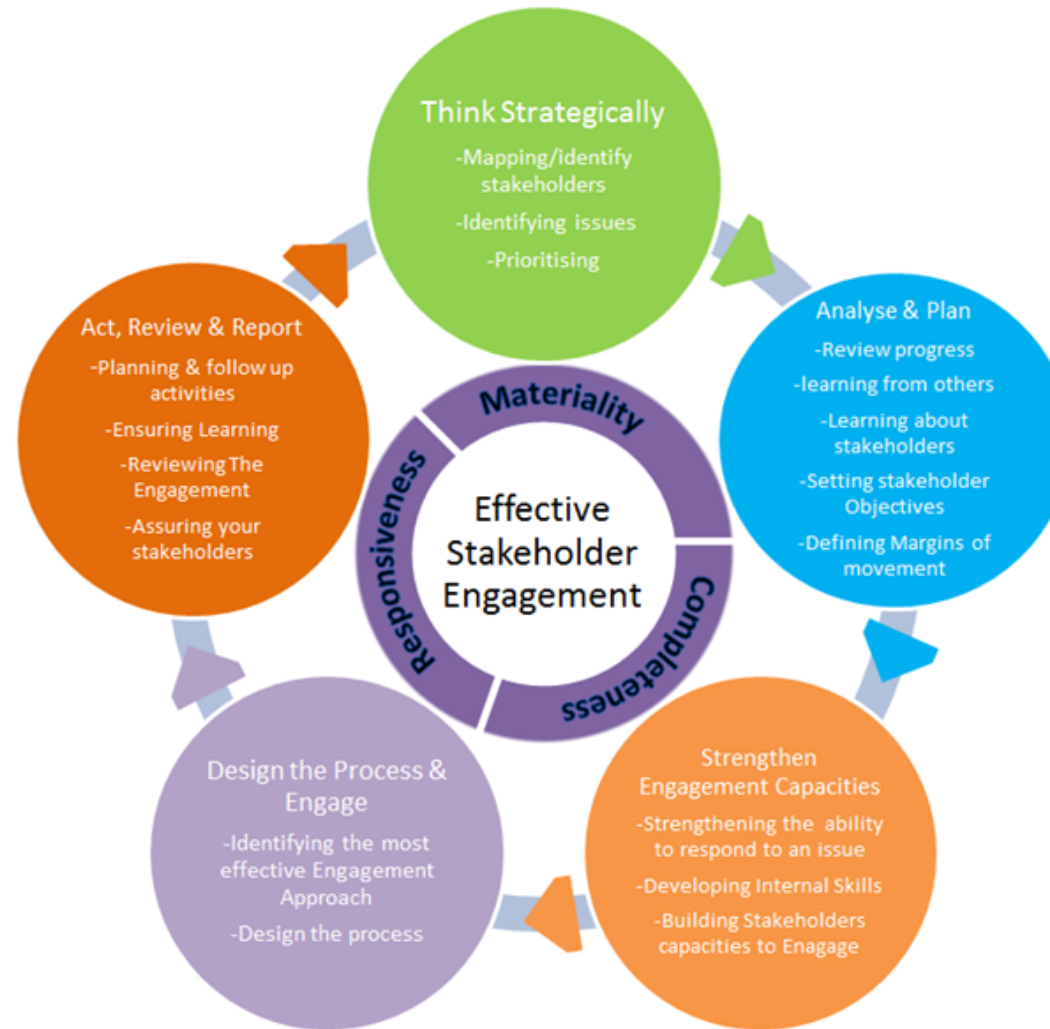 Think Strategically
-Mapping/identify
stakeholders
-Identifying issues
-Prioritising
Analyse & Plan
-Review progress
-learning from others
-Learning about
stakeholders
-Setting stakeholder
Objectives
-Defining Margins of
movement
Strengthen
Engagement Capacities
-Strengthening the ability
to respond to an issue
-Developing Internal Skills
-Building Stakeholders
capacities to Enagage
Design the Process &
Engage
-Identifying the most
effective Engagement
Approach
-Design the process
Act, Review & Report
-Planning & follow up
activities
-Ensuring Learning
-Reviewing The
Engagement
-Assuring your
stakeholders
Materiality
Completeness
Responsiveness
Effective
Stakeholder
Engagement